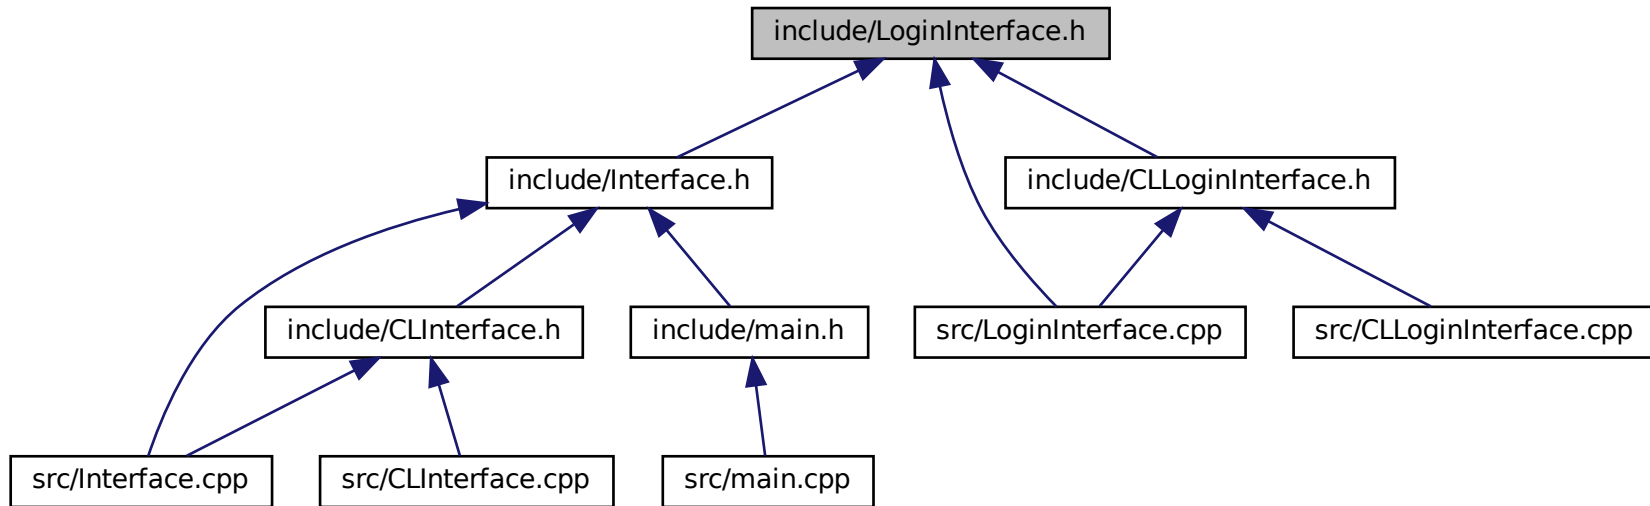 include/LoginInterface.h
include/Interface.h
include/CLLoginInterface.h
include/CLInterface.h
include/main.h
src/LoginInterface.cpp
src/CLLoginInterface.cpp
src/Interface.cpp
src/CLInterface.cpp
src/main.cpp